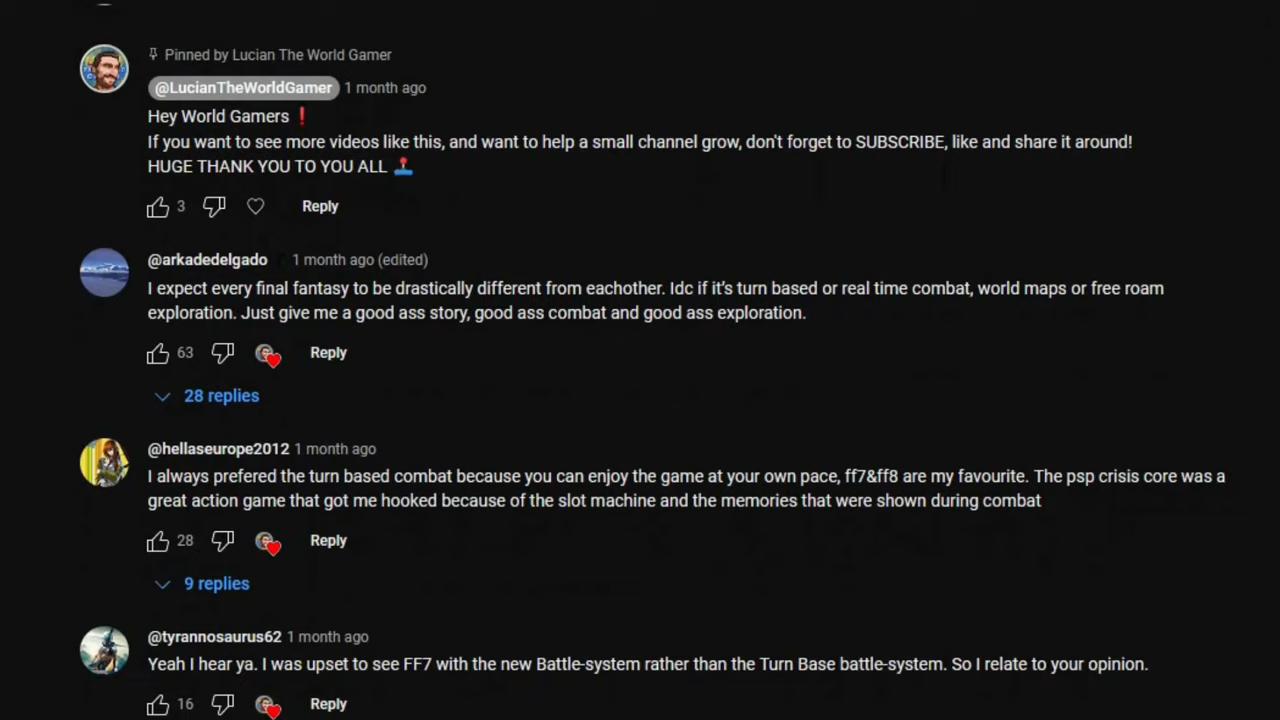 Pinned by Lucian The World Gamer
@LucianTheWorldGamer 1 month ago
Hey World Gamers ❗
If you want to see more videos like this, and want to help a small channel grow, don't forget to SUBSCRIBE, like and share it around!
HUGE THANK YOU TO YOU ALL 🕹️
3 Reply
@arkadedelgado 1 month ago (edited)
I expect every final fantasy to be drastically different from eachother. Idc if it's turn based or real time combat, world maps or free roam
exploration. Just give me a good ass story, good ass combat and good ass exploration.
63 Reply
28 replies
@hellaseurope2012 1 month ago
I always prefered the turn based combat because you can enjoy the game at your own pace, ff7&ff8 are my favourite. The psp crisis core was a
great action game that got me hooked because of the slot machine and the memories that were shown during combat
28 Reply
9 replies
@tyrannosaurus62 1 month ago
Yeah I hear ya. I was upset to see FF7 with the new Battle-system rather than the Turn Base battle-system. So I relate to your opinion.
16 Reply